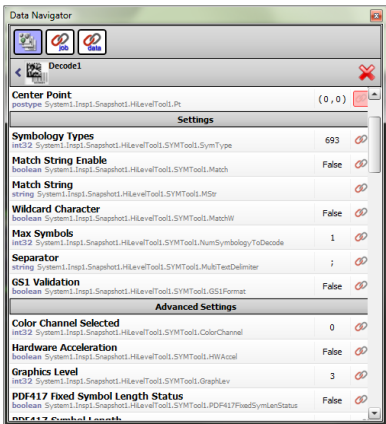 Data Navigator
job
data
Decode1
Center Point
postype System1.Insp1.Snapshot1.HiLevelTool1.Pt
(0,0)
Settings
Symbology Types
int32 System1.Insp1.Snapshot1.HiLevelTool1.SYMTool1.SymType
693
Match String Enable
boolean System1.Insp1.Snapshot1.HiLevelTool1.SYMTool1.Match
False
Match String
string System1.Insp1.Snapshot1.HiLevelTool1.SYMTool1.MStr
Wildcard Character
boolean System1.Insp1.Snapshot1.HiLevelTool1.SYMTool1.MatchW
False
Max Symbols
int32 System1.Insp1.Snapshot1.HiLevelTool1.SYMTool1.NumSymbologyToDecode
1
Separator
string System1.Insp1.Snapshot1.HiLevelTool1.SYMTool1.MultiTextDelimiter
;
GS1 Validation
boolean System1.Insp1.Snapshot1.HiLevelTool1.SYMTool1.GS1Format
False
Advanced Settings
Color Channel Selected
int32 System1.Insp1.Snapshot1.HiLevelTool1.SYMTool1.ColorChannel
0
Hardware Acceleration
boolean System1.Insp1.Snapshot1.HiLevelTool1.SYMTool1.HWAccel
False
Graphics Level
int32 System1.Insp1.Snapshot1.HiLevelTool1.SYMTool1.GraphLev
3
PDF417 Fixed Symbol Length Status
boolean System1.Insp1.Snapshot1.HiLevelTool1.SYMTool1.PDF417FixedSymLenStatus
False
PDF417 Symbol Length